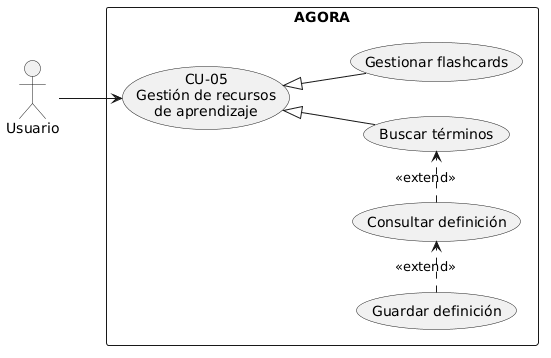 AGORA
Usuario
CU-05
Gestión de recursos
de aprendizaje
Gestionar flashcards
Buscar términos
«extend»
Consultar definición
«extend»
Guardar definición